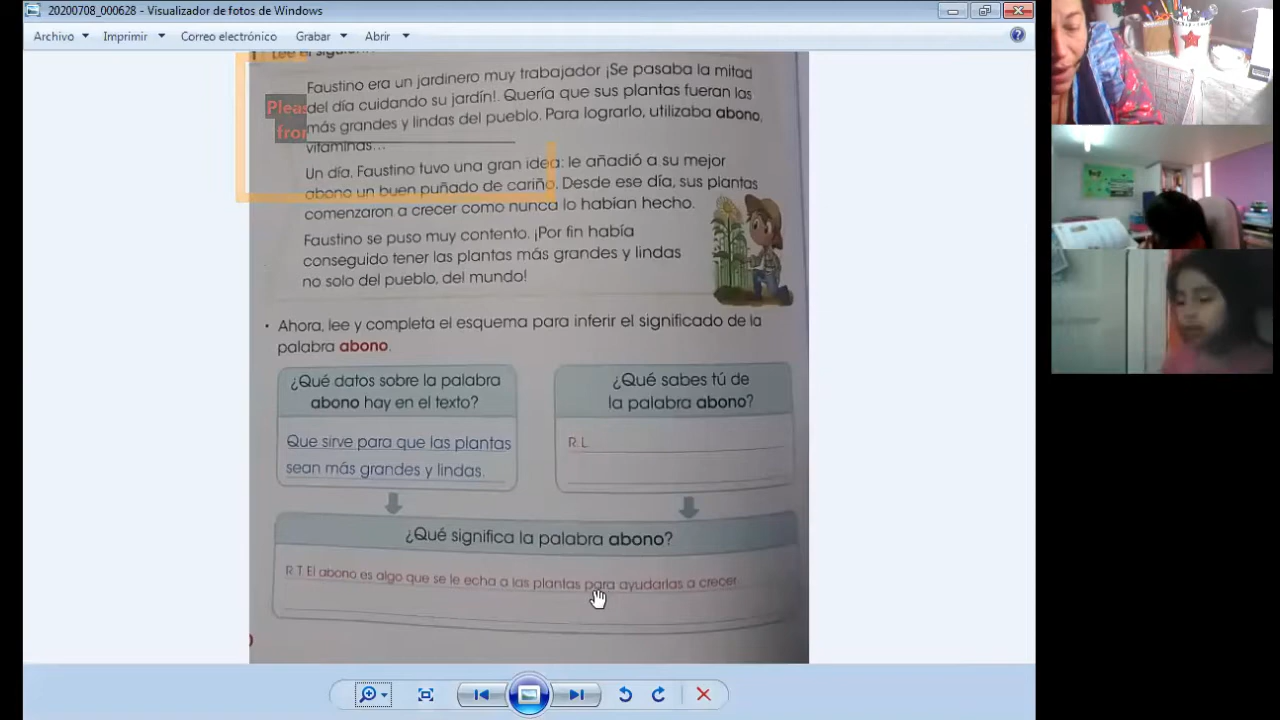 20200708_000628 - Visualizador de fotos de Windows
Archivo Imprimir Correo electrónico Grabar Abrir
1 Lee el
Faustino era un jardinero muy trabajador ¡Se pasaba la mitad
del día cuidando su jardín!. Quería que sus plantas fueran las
más grandes y lindas del pueblo. Para lograrlo, utilizaba abono,
vitaminas...
Pleas
from
Un día, Faustino tuvo una gran idea: le añadió a su mejor
abono un buen puñado de cariño. Desde ese día, sus plantas
comenzaron a crecer como nunca lo habían hecho.
Faustino se puso muy contento. ¡Por fin había
conseguido tener las plantas más grandes y lindas
no solo del pueblo, del mundo!
• Ahora, lee y completa el esquema para inferir el significado de la
palabra abono.
¿Qué datos sobre la palabra
abono hay en el texto?
Que sirve para que las plantas
sean más grandes y lindas.
¿Qué sabes tú de
la palabra abono?
R. L.
¿Qué significa la palabra abono?
R.T. El abono es algo que se le echa a las plantas para ayudarlas a crecer